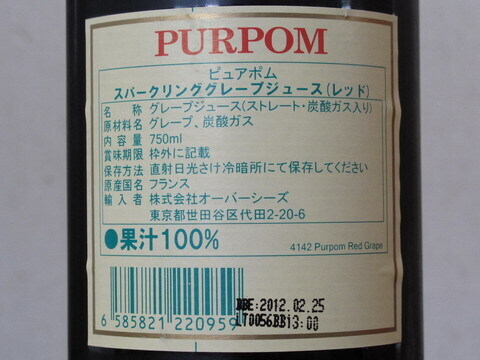 PURPOM
ピュアポム
スパークリンググレープジュース(レッド)
名称 グレープジュース(ストレート・炭酸ガス入り)
原材料名 グレープ、炭酸ガス
内容量 750ml
賞味期限 枠外に記載
保存方法 直射日光さけ冷暗所にて保存してください
原産国名 フランス
輸入者 株式会社オーバーシーズ
東京都世田谷区代田2-20-6
●果汁100%
4142 Purpom Red Grape
BBE:2012.02.25
LT0056BB13:00
6 585821 220959